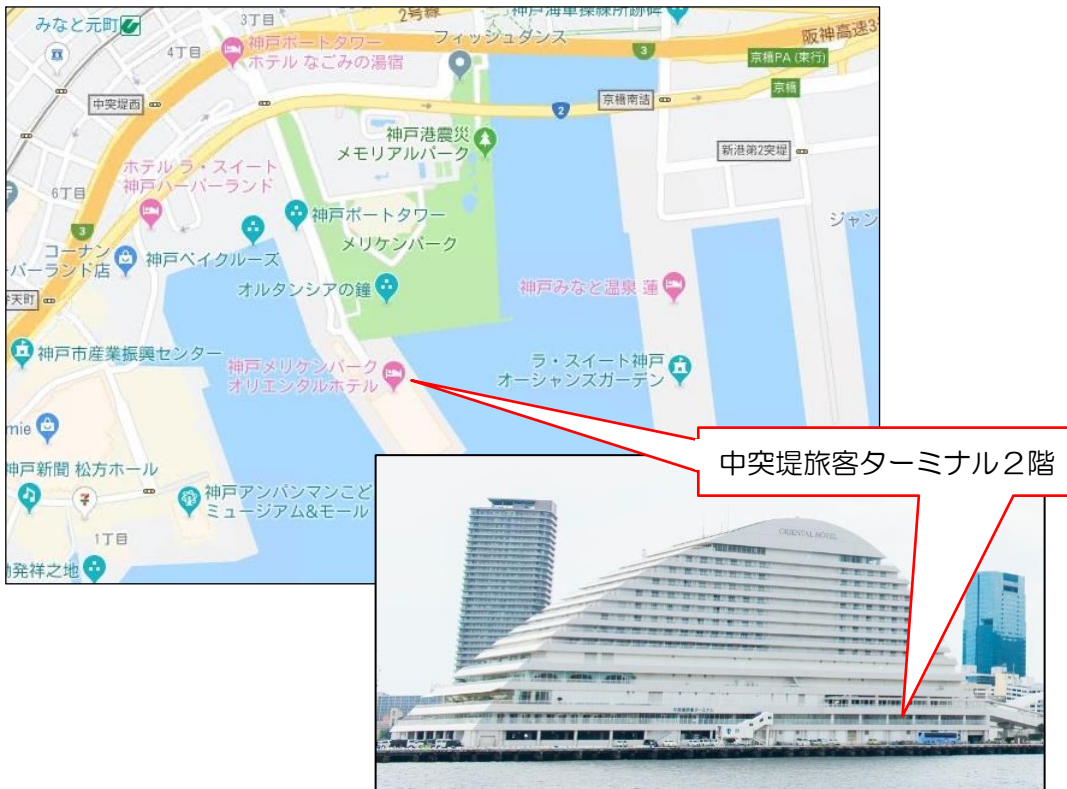 みなと元町
3丁目
2号線
神戸海軍操練所跡碑
フィッシュダンス
阪神高速3
4丁目
神戸ポートタワー
ホテル なごみの湯宿
3
京橋PA (東行)
京橋
中突堤西
京橋南詰
2
神戸港震災
メモリアルパーク
新港第2突堤
ホテル ラ・スイート
神戸ハーバーランド
6丁目
3
神戸ポートタワー
メリケンパーク
ジャン
コーナン
ーバーランド店
神戸ベイクルーズ
オルタンシアの鐘
神戸みなと温泉 蓮
弁天町
神戸市産業振興センター
神戸メリケンパーク
オリエンタルホテル
ラ・スイート神戸
オーシャンズガーデン
mie
神戸新聞 松方ホール
神戸アンパンマンこど
ミュージアム&モール
1丁目
発祥之地
中突堤旅客ターミナル2階
ORIENTAL HOTEL
中突堤旅客ターミナル